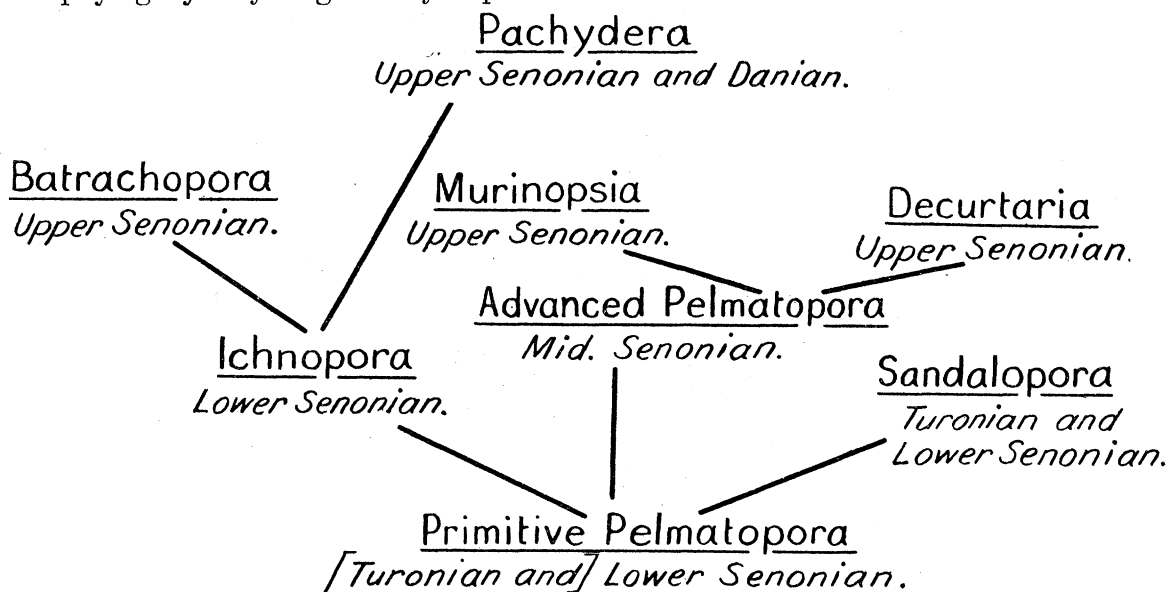 Pachydera
Upper Senonian and Danian.
Batrachopora
Upper Senonian.
Murinopsia
Upper Senonian.
Decurtaria
Upper Senonian.
Advanced Pelmatopora
Mid. Senonian.
Ichnopora
Lower Senonian.
Sandalopora
Turonian and
Lower Senonian.
Primitive Pelmatopora
[Turonian and] Lower Senonian.